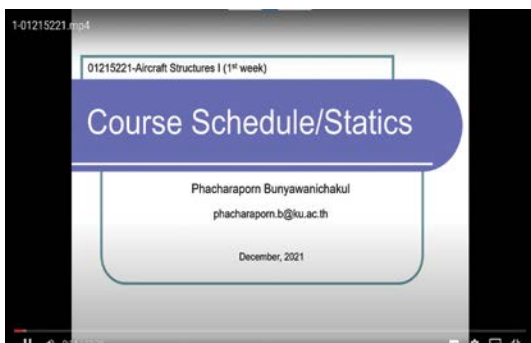 1-01215221.mp4
01215221-Aircraft Structures I (1st week)
Course Schedule/Statics
Phacharaporn Bunyawanichakul
phacharaporn.b@ku.ac.th
December, 2021